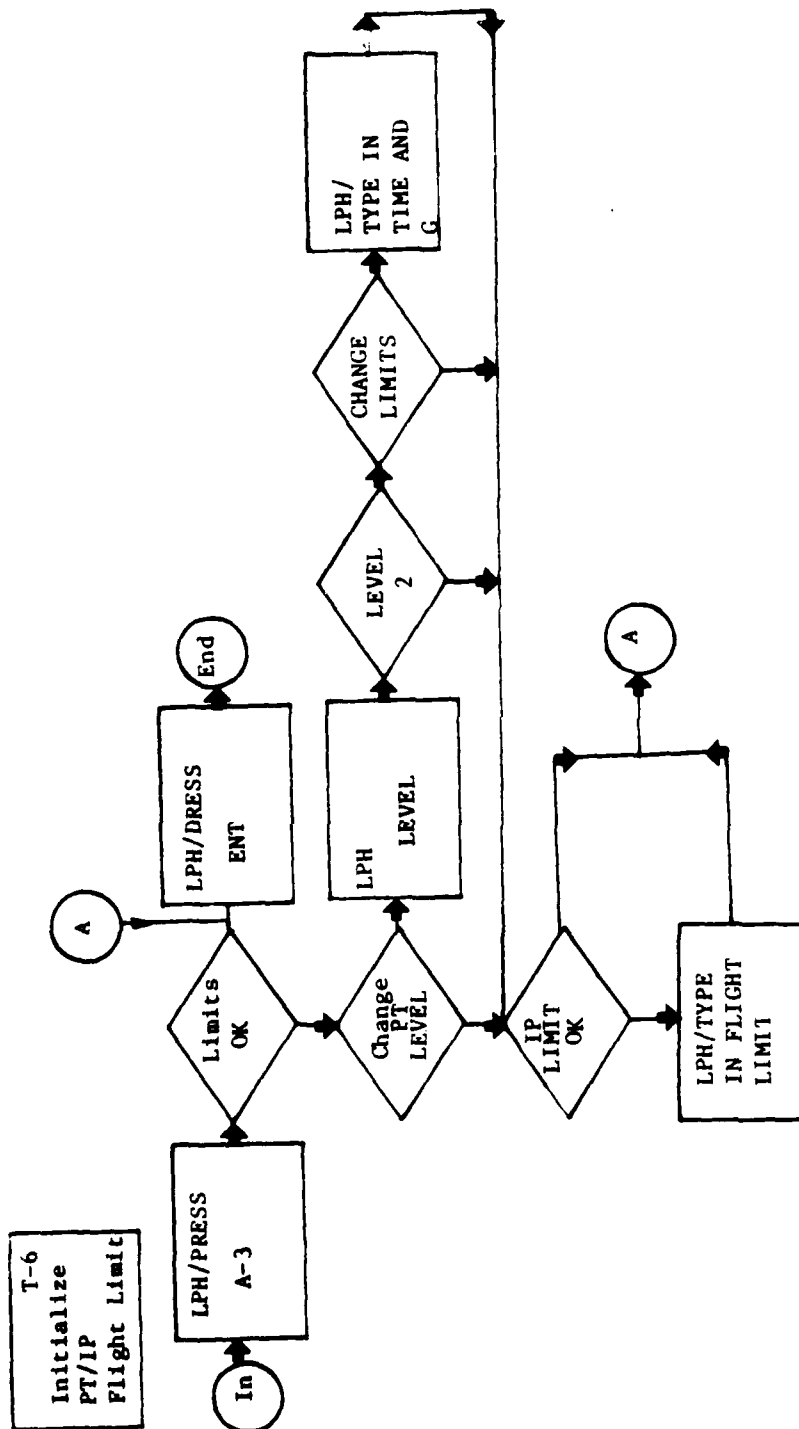 T-6
Initialize
PT/IP
Flight Limit
In
LPH/PRESS
A-3
Limits
OK
A
LPH/DRESS
ENT
End
Change
PT
LEVEL
LPH
LEVEL
LEVEL
2
CHANGE
LIMITS
LPH/
TYPE IN
TIME AND
G
IP
LIMIT
OK
LPH/TYPE
IN FLIGHT
LIMIT
A